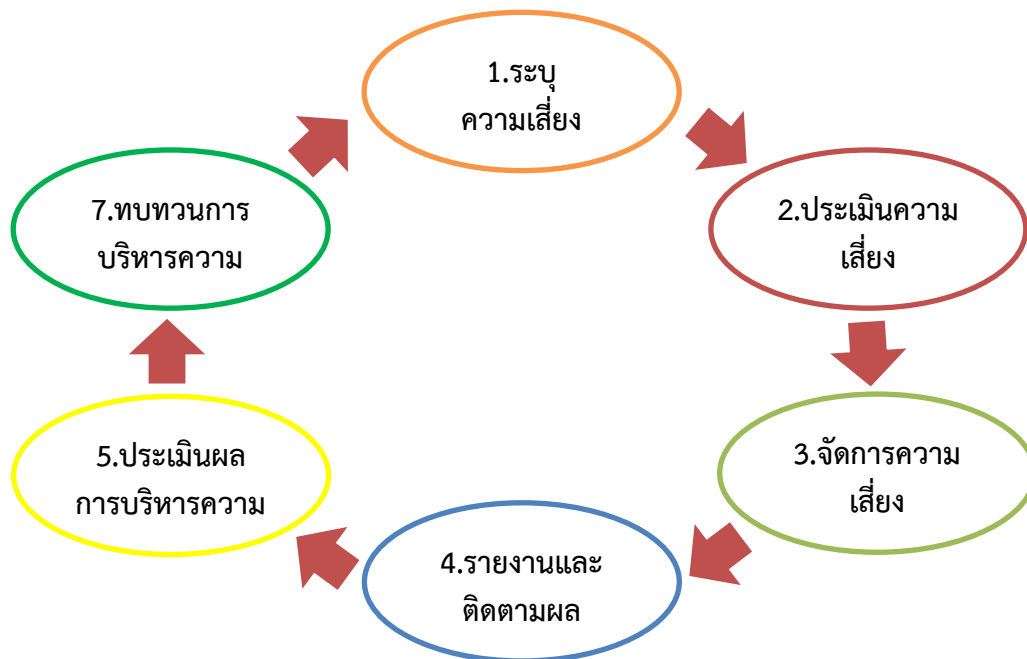 1.ระบุ
ความเสี่ยง
2.ประเมินความ
เสี่ยง
3.จัดการความ
เสี่ยง
4.รายงานและ
ติดตามผล
5.ประเมินผล
การบริหารความ
7.ทบทวนการ
บริหารความ